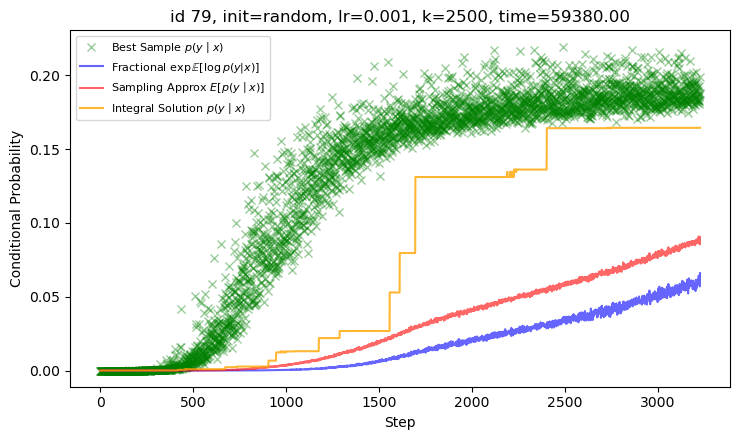 id 79, init=random, lr=0.001, k=2500, time=59380.00
Best Sample p(y | x)
Fractional exp𝔼[log p(y|x)]
Sampling Approx E[p(y | x)]
Integral Solution p(y | x)
Conditional Probability
0.20
0.15
0.10
0.05
0.00
0 500 1000 1500 2000 2500 3000
Step